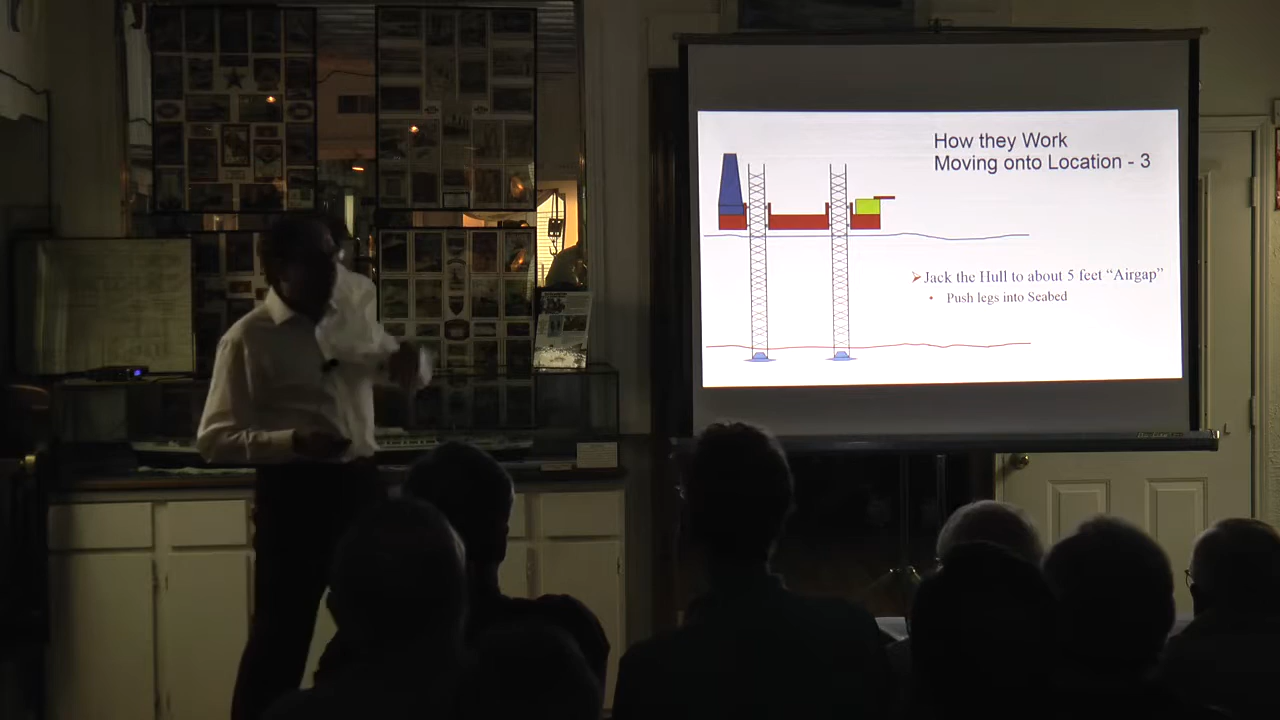 How they Work
Moving onto Location - 3
Jack the Hull to about 5 feet “Airgap”
Push legs into Seabed